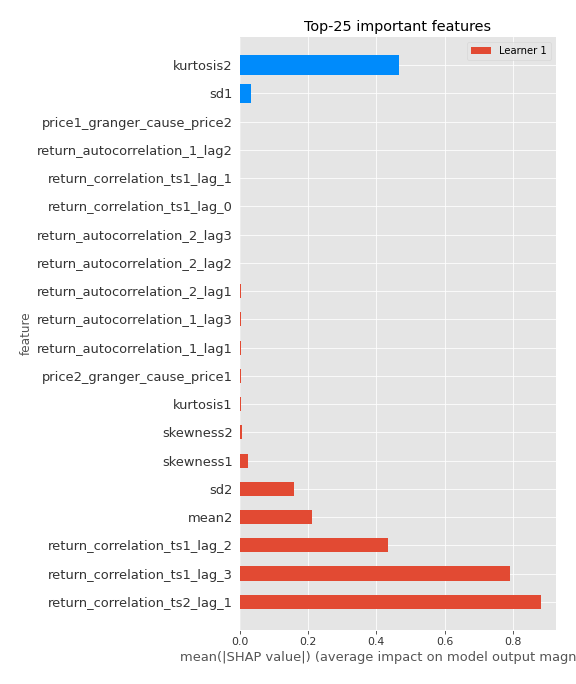 Top-25 important features
Learner 1
kurtosis2
sd1
price1_granger_cause_price2
return_autocorrelation_1_lag2
return_correlation_ts1_lag_1
return_correlation_ts1_lag_0
return_autocorrelation_2_lag3
return_autocorrelation_2_lag2
return_autocorrelation_2_lag1
return_autocorrelation_1_lag3
return_autocorrelation_1_lag1
price2_granger_cause_price1
kurtosis1
skewness2
skewness1
sd2
mean2
return_correlation_ts1_lag_2
return_correlation_ts1_lag_3
return_correlation_ts2_lag_1
feature
0.0 0.2 0.4 0.6 0.8
mean(|SHAP value|) (average impact on model output magn